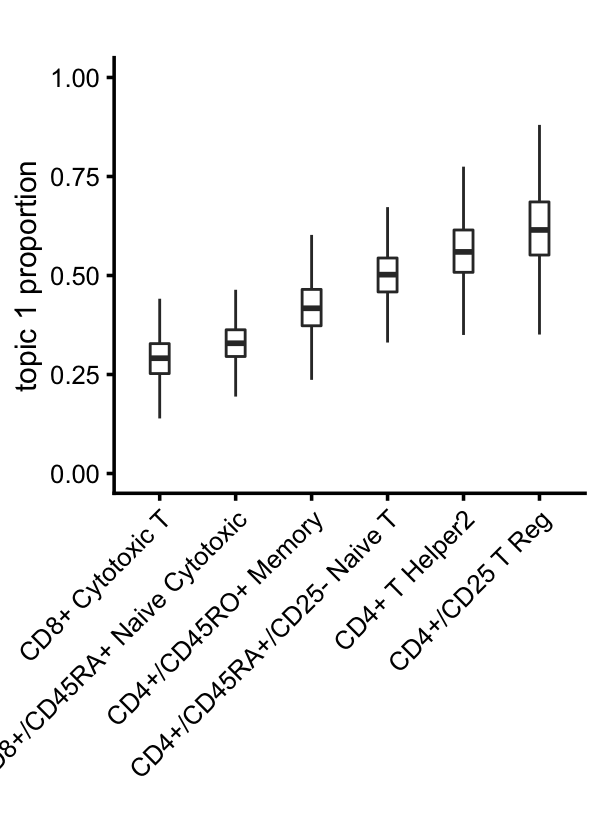 topic 1 proportion
1.00
0.75
0.50
0.25
0.00
CD8+ Cytotoxic T
D8+/CD45RA+ Naive Cytotoxic
CD4+/CD45RO+ Memory
CD4+/CD45RA+/CD25- Naive T
CD4+ T Helper2
CD4+/CD25 T Reg